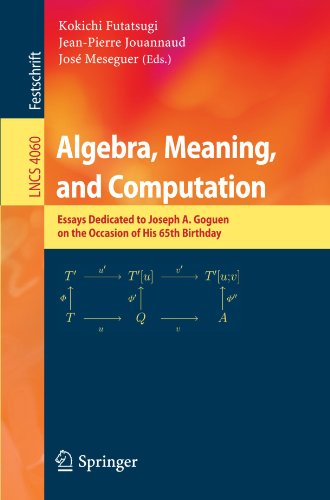 Kokichi Futatsugi
Jean-Pierre Jouannaud
José Meseguer (Eds.)
Festschrift
LNCS 4060
Algebra, Meaning,
and Computation
Essays Dedicated to Joseph A. Goguen
on the Occasion of His 65th Birthday
u′ v′
T′ T′[u] T′[u;v]
Φ Φ′ Φ″
T Q A
u v
Springer